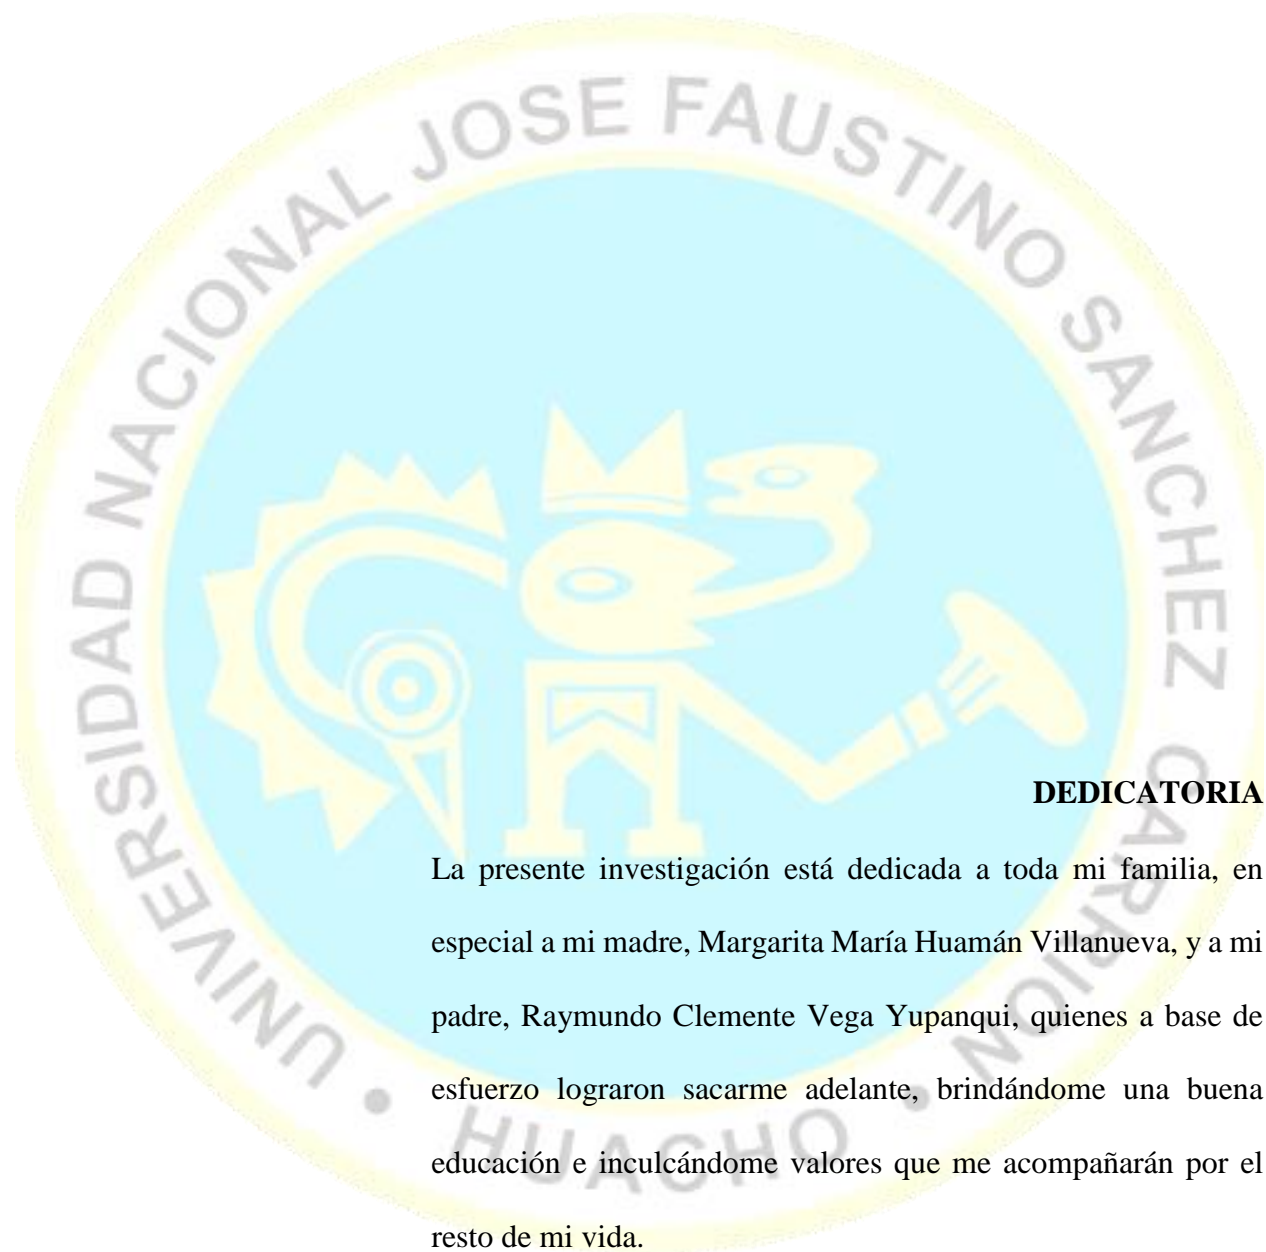 UNIVERSIDAD NACIONAL JOSE FAUSTINO SANCHEZ CARRION
• HUACHO •
DEDICATORIA
La presente investigación está dedicada a toda mi familia, en
especial a mi madre, Margarita María Huamán Villanueva, y a mi
padre, Raymundo Clemente Vega Yupanqui, quienes a base de
esfuerzo lograron sacarme adelante, brindándome una buena
educación e inculcándome valores que me acompañarán por el
resto de mi vida.